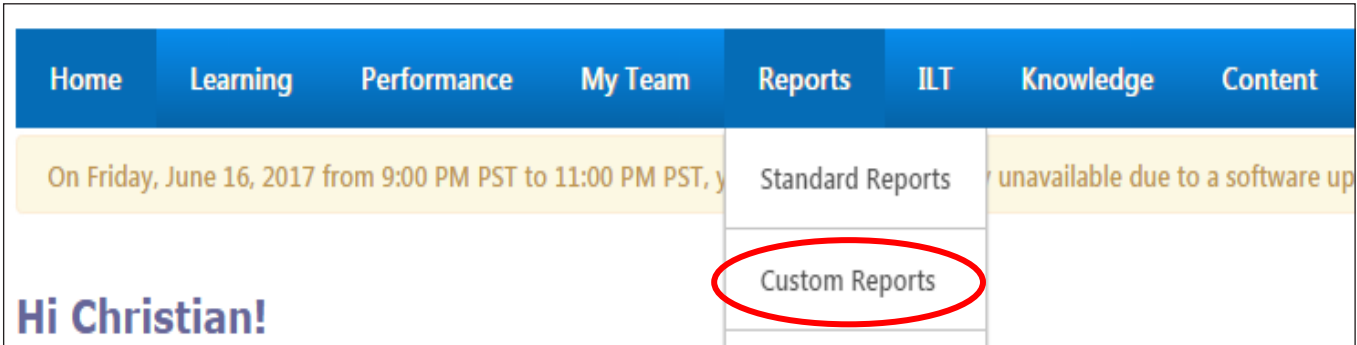 Home Learning Performance My Team Reports ILT Knowledge Content
On Friday, June 16, 2017 from 9:00 PM PST to 11:00 PM PST, unavailable due to a software
Standard Reports
Custom Reports
Hi Christian!